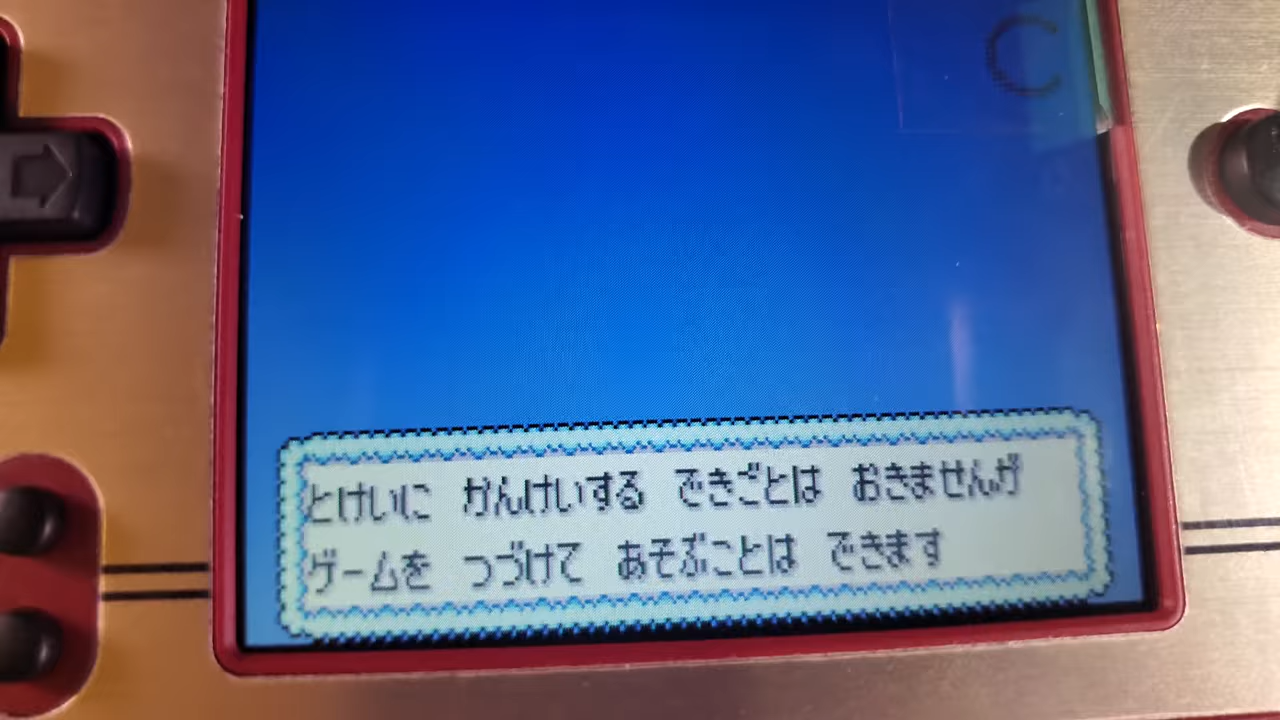 とけいに かんけいする できごとは おきませんが
ゲームを つづけて あそぶことは できます